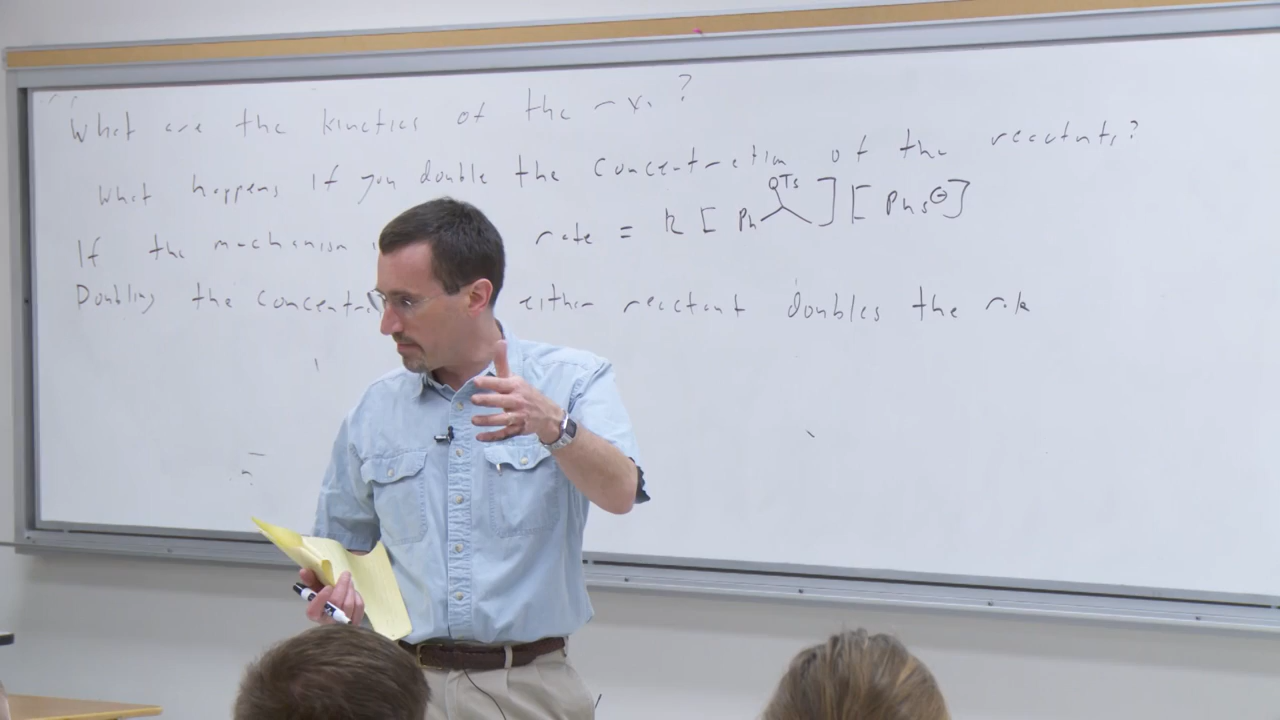 What are the kinetics of the rxn ?
What happens if you double the concentration of the reactants ?
OTs
If the mechanism rate = k [ Ph ] [ PhS⊖ ]
Doubling the concentra either reactant doubles the rate